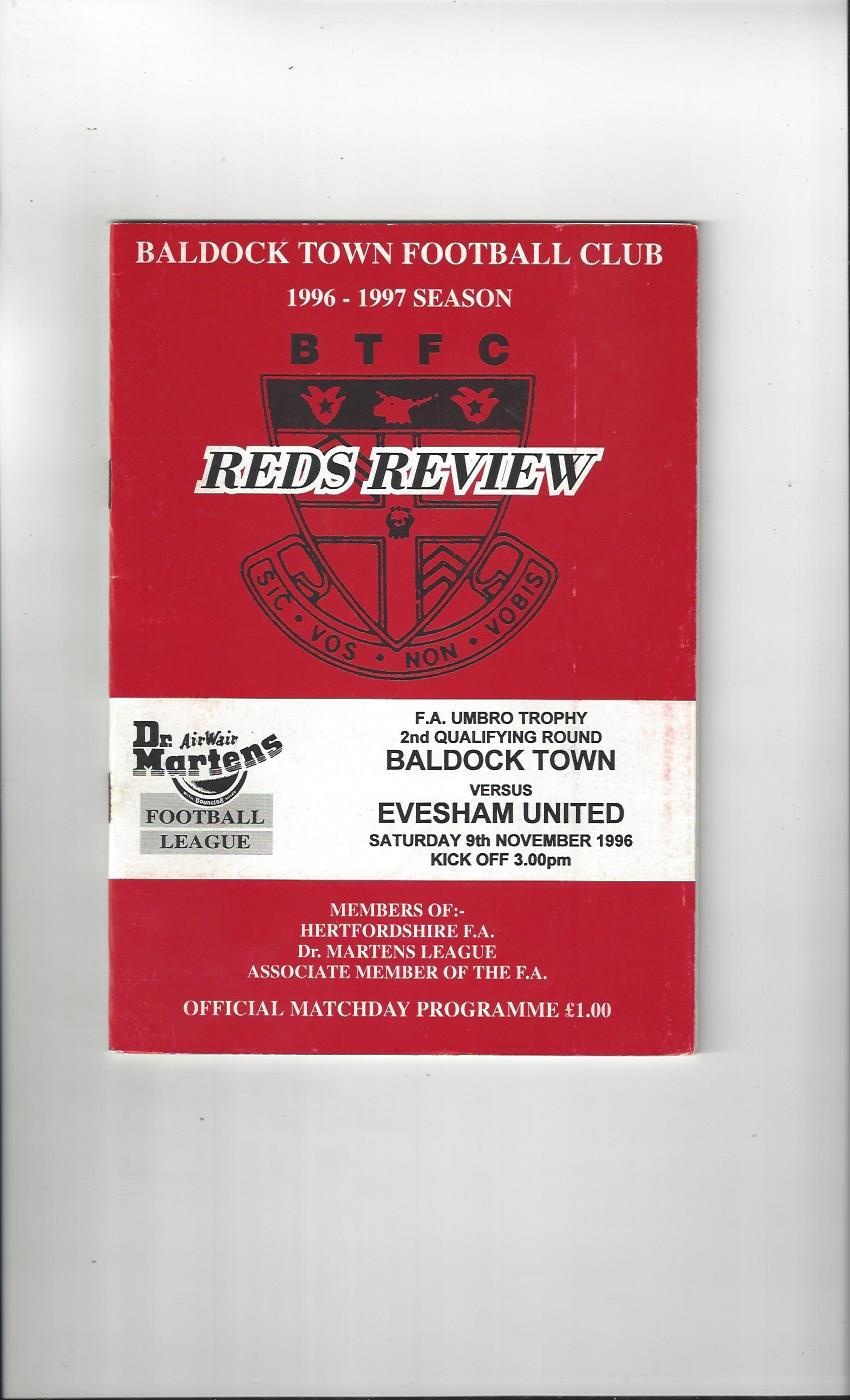 BALDOCK TOWN FOOTBALL CLUB
1996 - 1997 SEASON
B T F C
REDS REVIEW
SIC • VOS • NON • VOBIS
Dr. AirWair
Martens
FOOTBALL
LEAGUE
F.A. UMBRO TROPHY
2nd QUALIFYING ROUND
BALDOCK TOWN
VERSUS
EVESHAM UNITED
SATURDAY 9th NOVEMBER 1996
KICK OFF 3.00pm
MEMBERS OF:-
HERTFORDSHIRE F.A.
Dr. MARTENS LEAGUE
ASSOCIATE MEMBER OF THE F.A.
OFFICIAL MATCHDAY PROGRAMME £1.00